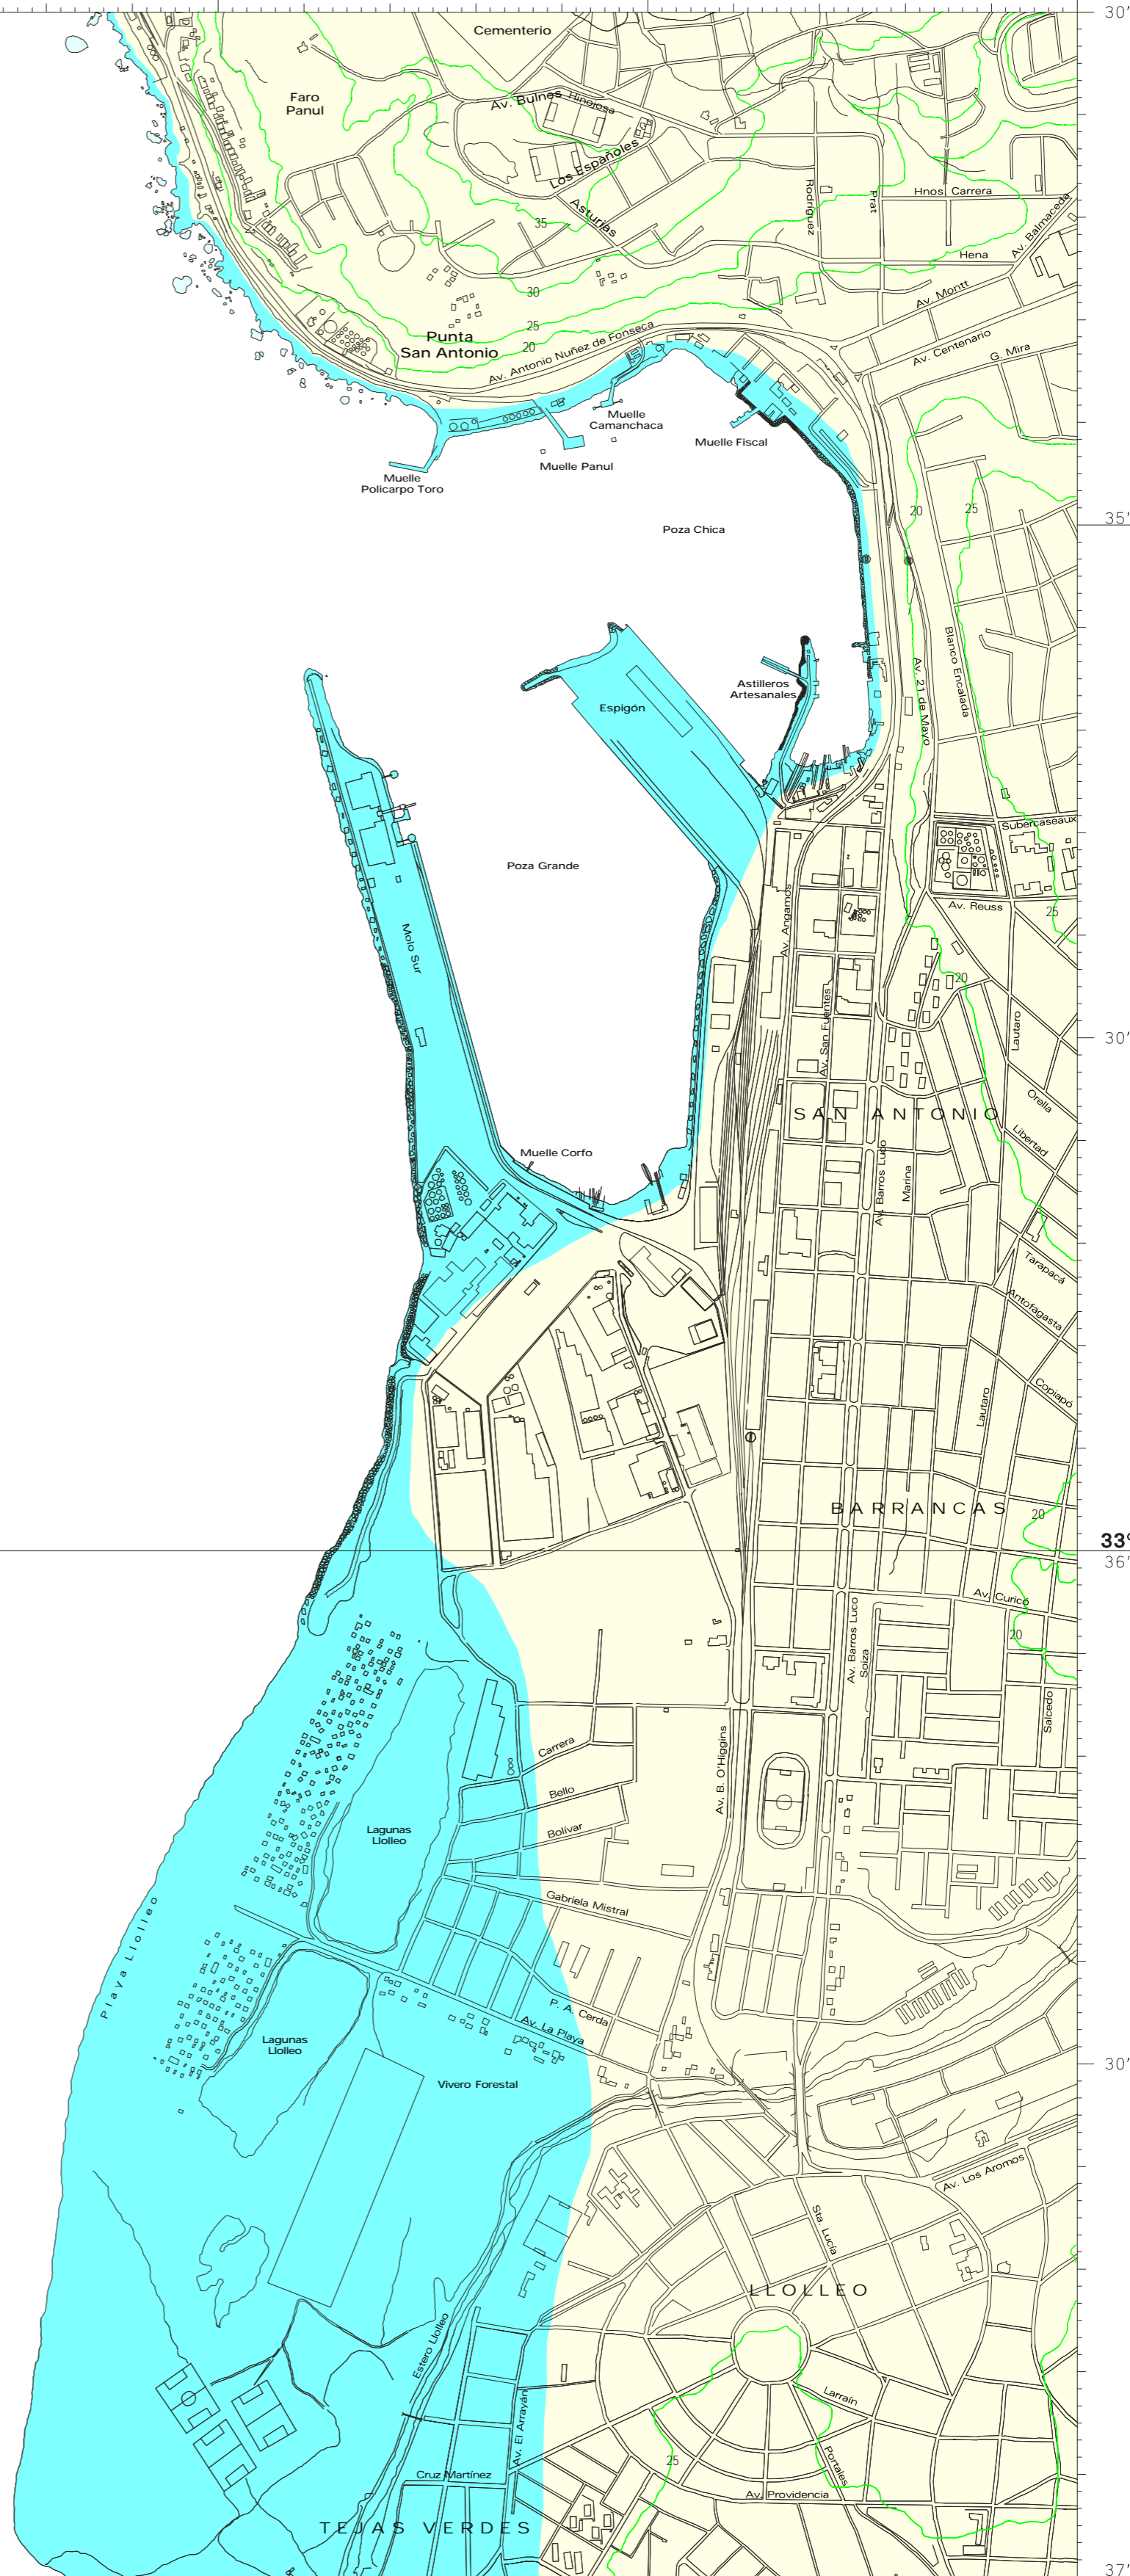 30'
Cementerio
Faro
Panul
Av. Bulnes
Hinojosa
Los Españoles
Asturias
35
Rodríguez
Prat
Hnos. Carrera
Av. Balmaceda
Hena
30
Av. Montt
25
20
Punta
San Antonio
Av. Antonio Nuñez de Fonseca
Av. Centenario
G. Mira
Muelle
Camanchaca
Muelle Fiscal
Muelle Panul
Muelle
Policarpo Toro
20
25
Poza Chica
35'
Blanco Encalada
Av. 21 de Mayo
Astilleros
Artesanales
Espigón
Subercaseaux
Poza Grande
Av. Reuss
25
Av. Angamos
Molo Sur
20
Av. San Fuentes
Lautaro
30'
Orella
SAN ANTONIO
Libertad
Muelle Corfo
Av. Barros Luco
Marina
Tarapacá
Antofagasta
Copiapó
Lautaro
BARRANCAS
20
33°
36'
Av. Curicó
20
Av. Barros Luco
Soiza
Salcedo
Av. B. O'Higgins
Carrera
Bello
Bolívar
Lagunas
Llolleo
Gabriela Mistral
Playa Llolleo
P. A. Cerda
Av. La Playa
Lagunas
Llolleo
30'
Vivero Forestal
Av. Los Aromos
Sta. Lucía
LLOLLEO
Estero Llolleo
Larraín
Av. El Arrayán
Portales
25
Cruz Martínez
Av. Providencia
TEJAS VERDES
37'